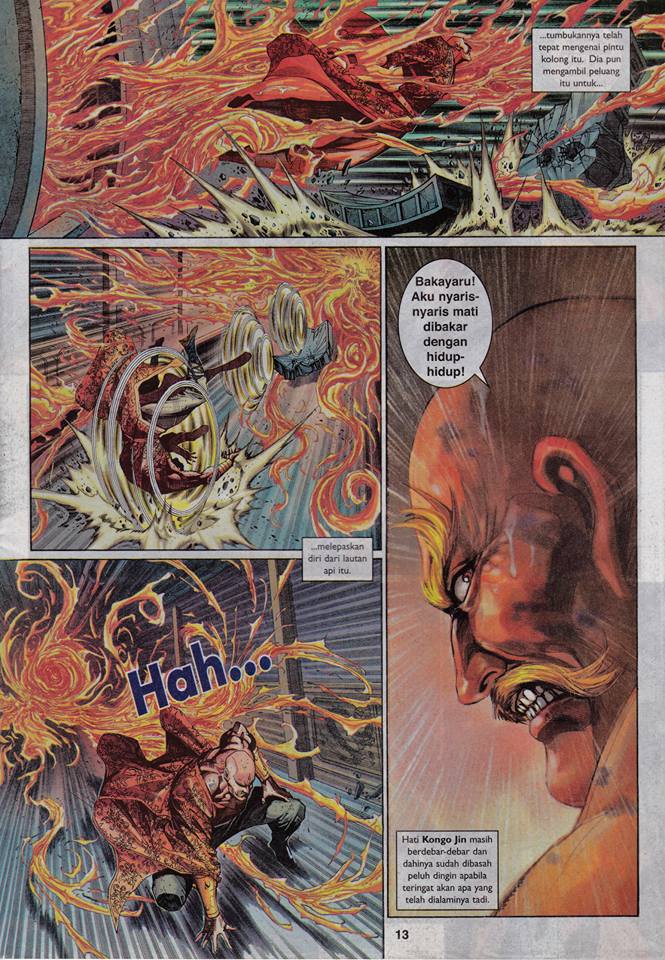 ...tumbukannya telah
tepat mengenai pintu
kolong itu. Dia pun
mengambil peluang
itu untuk...
...melepaskan
diri dari lautan
api itu.
Hah...
Bakayaru!
Aku nyaris-
nyaris mati
dibakar
dengan
hidup-
hidup!
Hati Kongo Jin masih
berdebar-debar dan
dahinya sudah dibasah
peluh dingin apabila
teringat akan apa yang
telah dialaminya tadi.
13